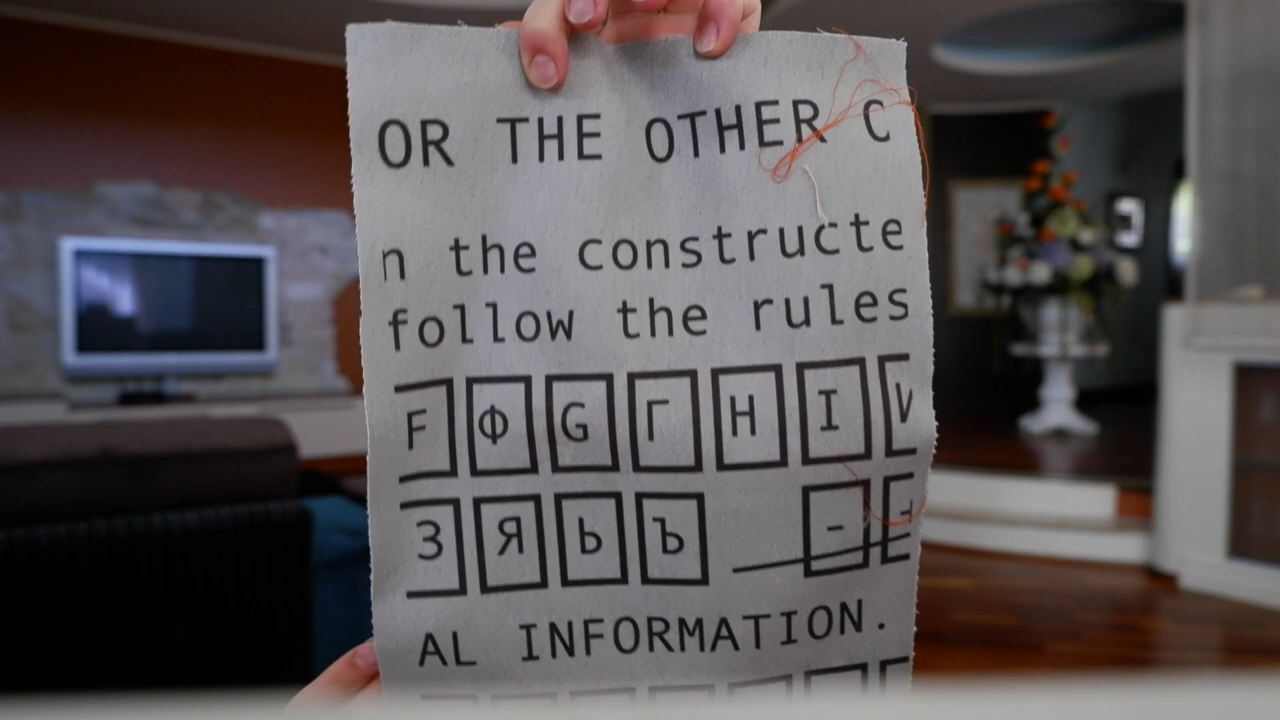 OR THE OTHER C
n the constructe
follow the rules
F Ф G Г H I V
З Я Ь Ъ -
AL INFORMATION.